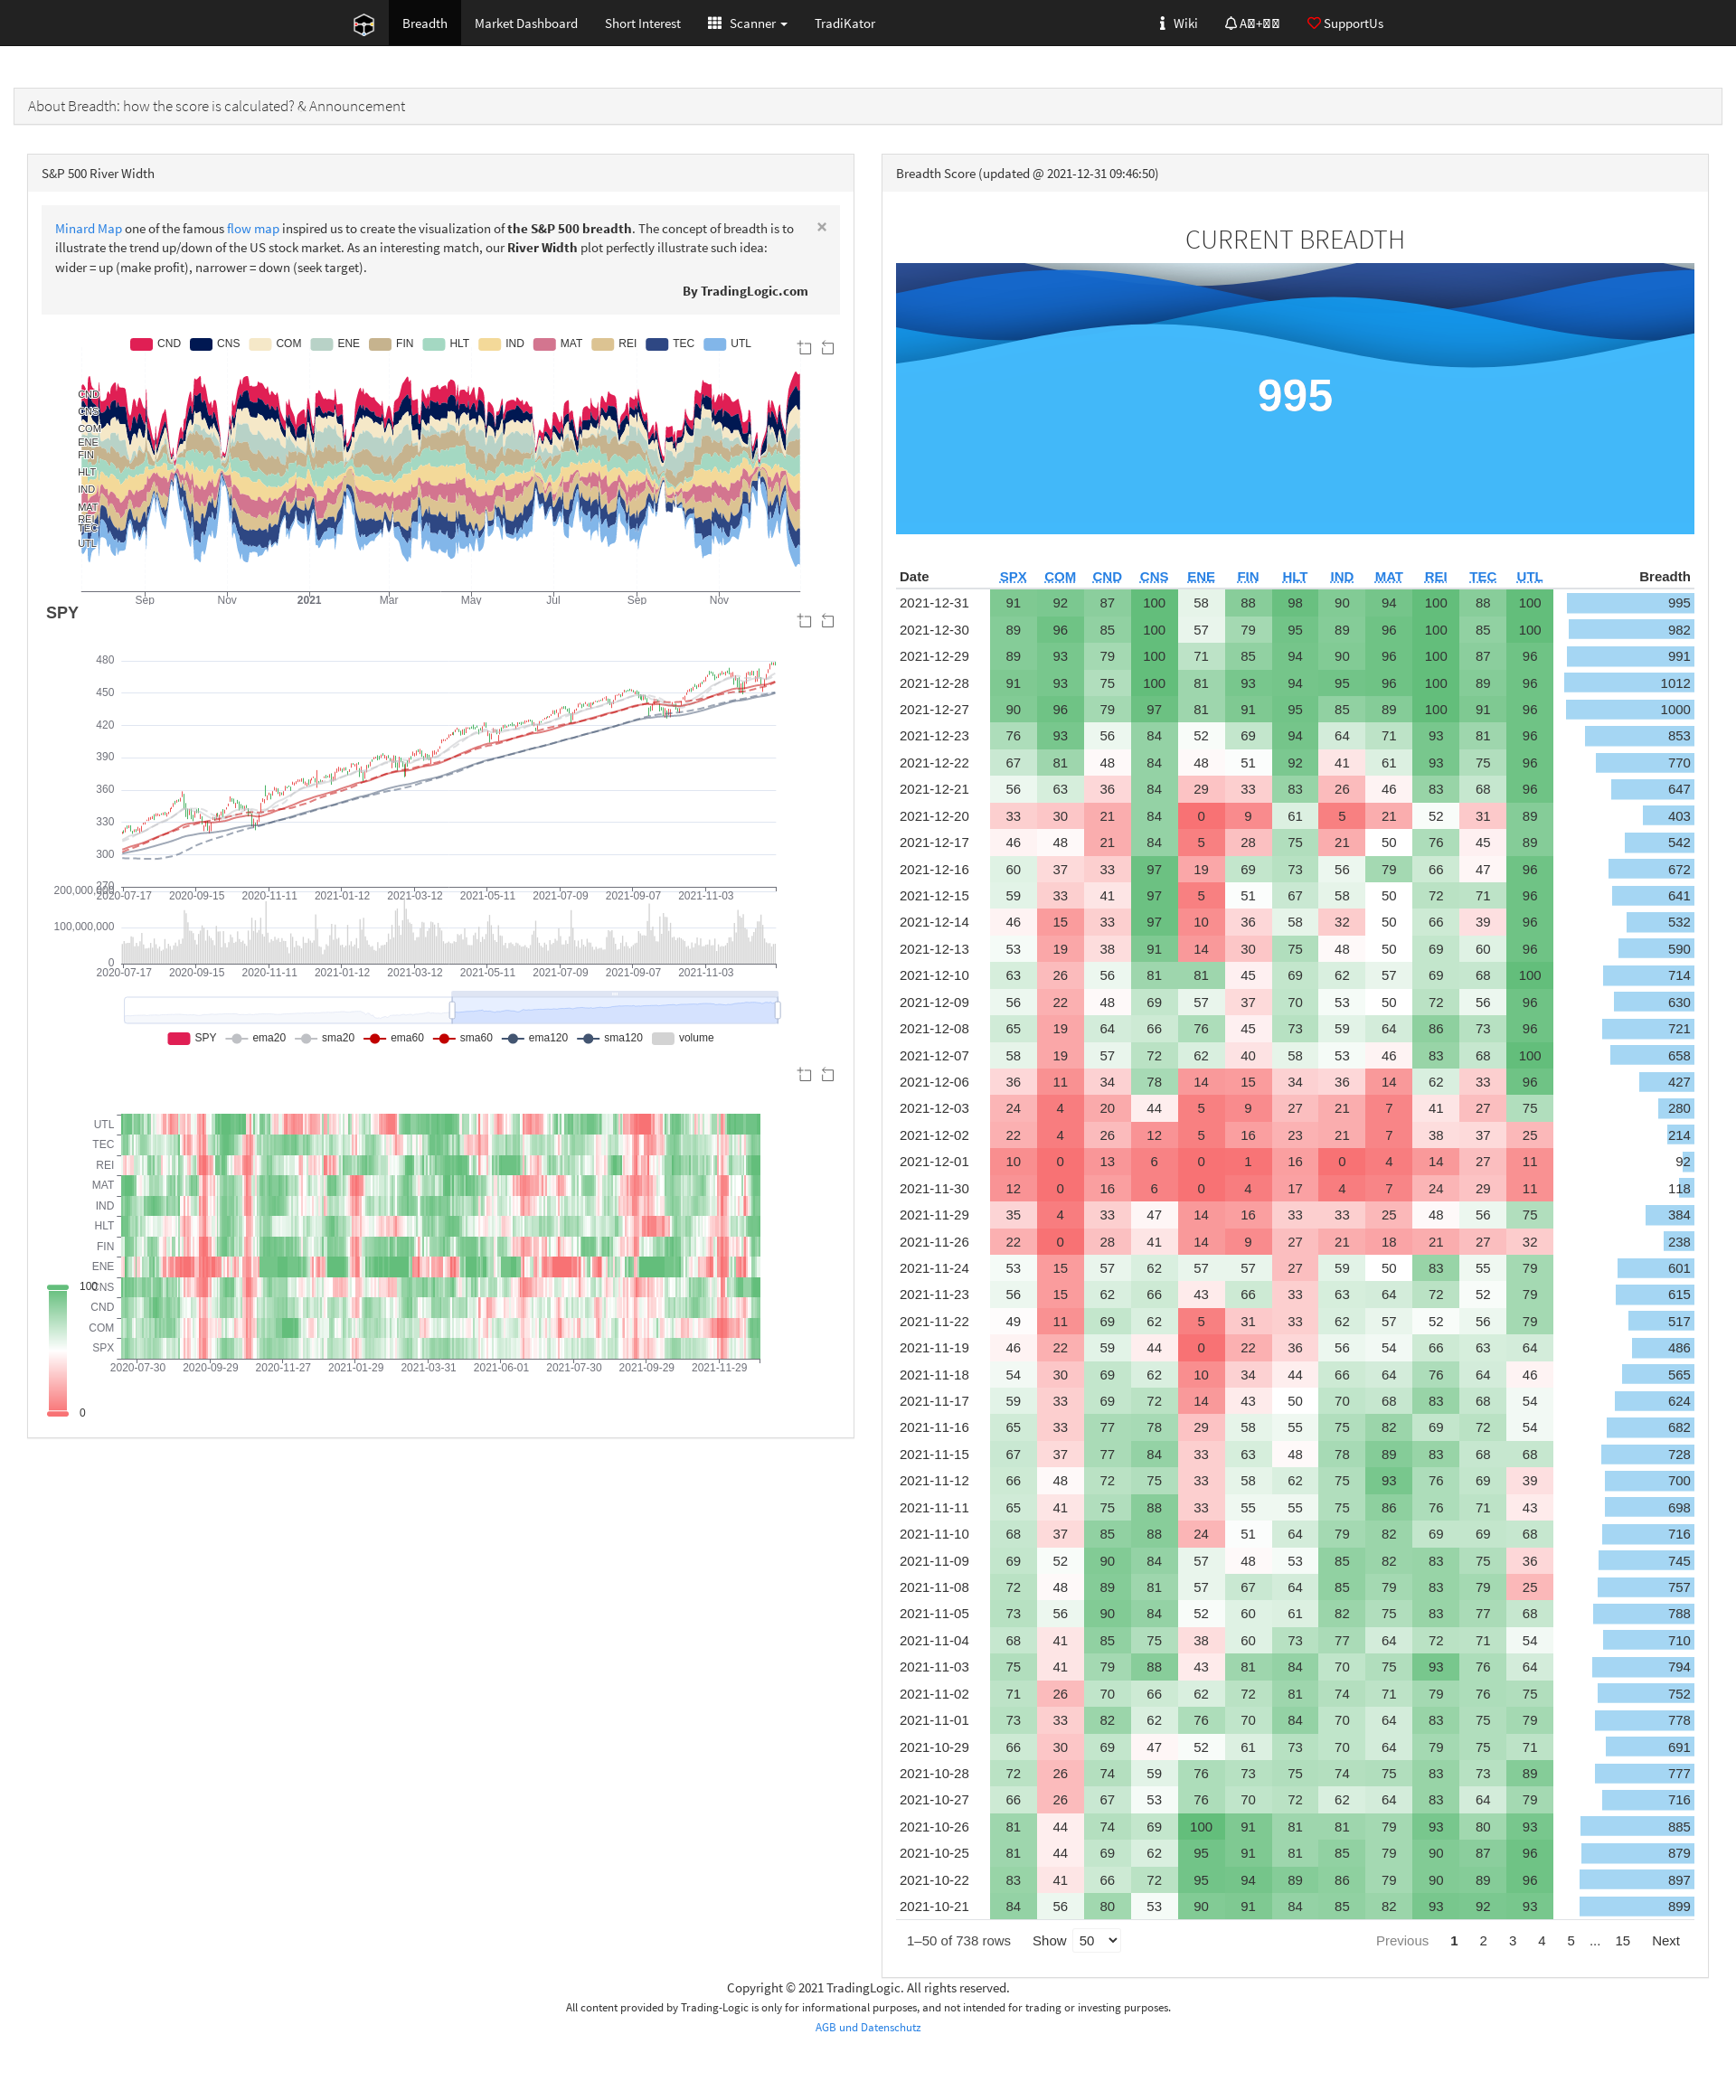 Breadth Market Dashboard Short Interest Scanner TradiKator Wiki SupportUs
About Breadth: how the score is calculated? & Announcement
S&P 500 River Width
Minard Map one of the famous flow map inspired us to create the visualization of the S&P 500 breadth. The concept of breadth is to
illustrate the trend up/down of the US stock market. As an interesting match, our River Width plot perfectly illustrate such idea:
wider = up (make profit), narrower = down (seek target).
×
By TradingLogic.com
CND CNS COM ENE FIN HLT IND MAT REI TEC UTL
CND
CNS
COM
ENE
FIN
HLT
IND
MAT
REI
TEC
UTL
Sep Nov 2021 Mar May Jul Sep Nov
SPY
480
450
420
390
360
330
300
270
2020-07-17 2020-09-15 2020-11-11 2021-01-12 2021-03-12 2021-05-11 2021-07-09 2021-09-07 2021-11-03
200,000,000
100,000,000
0
2020-07-17 2020-09-15 2020-11-11 2021-01-12 2021-03-12 2021-05-11 2021-07-09 2021-09-07 2021-11-03
SPY ema20 sma20 ema60 sma60 ema120 sma120 volume
UTL
TEC
REI
MAT
IND
HLT
FIN
ENE
CNS
CND
COM
SPX
100
0
2020-07-30 2020-09-29 2020-11-27 2021-01-29 2021-03-31 2021-06-01 2021-07-30 2021-09-29 2021-11-29
Breadth Score (updated @ 2021-12-31 09:46:50)
CURRENT BREADTH
995
Date SPX COM CND CNS ENE FIN HLT IND MAT REI TEC UTL Breadth
2021-12-31 91 92 87 100 58 88 98 90 94 100 88 100 995
2021-12-30 89 96 85 100 57 79 95 89 96 100 85 100 982
2021-12-29 89 93 79 100 71 85 94 90 96 100 87 96 991
2021-12-28 91 93 75 100 81 93 94 95 96 100 89 96 1012
2021-12-27 90 96 79 97 81 91 95 85 89 100 91 96 1000
2021-12-23 76 93 56 84 52 69 94 64 71 93 81 96 853
2021-12-22 67 81 48 84 48 51 92 41 61 93 75 96 770
2021-12-21 56 63 36 84 29 33 83 26 46 83 68 96 647
2021-12-20 33 30 21 84 0 9 61 5 21 52 31 89 403
2021-12-17 46 48 21 84 5 28 75 21 50 76 45 89 542
2021-12-16 60 37 33 97 19 69 73 56 79 66 47 96 672
2021-12-15 59 33 41 97 5 51 67 58 50 72 71 96 641
2021-12-14 46 15 33 97 10 36 58 32 50 66 39 96 532
2021-12-13 53 19 38 91 14 30 75 48 50 69 60 96 590
2021-12-10 63 26 56 81 81 45 69 62 57 69 68 100 714
2021-12-09 56 22 48 69 57 37 70 53 50 72 56 96 630
2021-12-08 65 19 64 66 76 45 73 59 64 86 73 96 721
2021-12-07 58 19 57 72 62 40 58 53 46 83 68 100 658
2021-12-06 36 11 34 78 14 15 34 36 14 62 33 96 427
2021-12-03 24 4 20 44 5 9 27 21 7 41 27 75 280
2021-12-02 22 4 26 12 5 16 23 21 7 38 37 25 214
2021-12-01 10 0 13 6 0 1 16 0 4 14 27 11 92
2021-11-30 12 0 16 6 0 4 17 4 7 24 29 11 118
2021-11-29 35 4 33 47 14 16 33 33 25 48 56 75 384
2021-11-26 22 0 28 41 14 9 27 21 18 21 27 32 238
2021-11-24 53 15 57 62 57 57 27 59 50 83 55 79 601
2021-11-23 56 15 62 66 43 66 33 63 64 72 52 79 615
2021-11-22 49 11 69 62 5 31 33 62 57 52 56 79 517
2021-11-19 46 22 59 44 0 22 36 56 54 66 63 64 486
2021-11-18 54 30 69 62 10 34 44 66 64 76 64 46 565
2021-11-17 59 33 69 72 14 43 50 70 68 83 68 54 624
2021-11-16 65 33 77 78 29 58 55 75 82 69 72 54 682
2021-11-15 67 37 77 84 33 63 48 78 89 83 68 68 728
2021-11-12 66 48 72 75 33 58 62 75 93 76 69 39 700
2021-11-11 65 41 75 88 33 55 55 75 86 76 71 43 698
2021-11-10 68 37 85 88 24 51 64 79 82 69 69 68 716
2021-11-09 69 52 90 84 57 48 53 85 82 83 75 36 745
2021-11-08 72 48 89 81 57 67 64 85 79 83 79 25 757
2021-11-05 73 56 90 84 52 60 61 82 75 83 77 68 788
2021-11-04 68 41 85 75 38 60 73 77 64 72 71 54 710
2021-11-03 75 41 79 88 43 81 84 70 75 93 76 64 794
2021-11-02 71 26 70 66 62 72 81 74 71 79 76 75 752
2021-11-01 73 33 82 62 76 70 84 70 64 83 75 79 778
2021-10-29 66 30 69 47 52 61 73 70 64 79 75 71 691
2021-10-28 72 26 74 59 76 73 75 74 75 83 73 89 777
2021-10-27 66 26 67 53 76 70 72 62 64 83 64 79 716
2021-10-26 81 44 74 69 100 91 81 81 79 93 80 93 885
2021-10-25 81 44 69 62 95 91 81 85 79 90 87 96 879
2021-10-22 83 41 66 72 95 94 89 86 79 90 89 96 897
2021-10-21 84 56 80 53 90 91 84 85 82 93 92 93 899
1–50 of 738 rows Show 50 Previous 1 2 3 4 5 ... 15 Next
Copyright © 2021 TradingLogic. All rights reserved.
All content provided by Trading-Logic is only for informational purposes, and not intended for trading or investing purposes.
AGB und Datenschutz